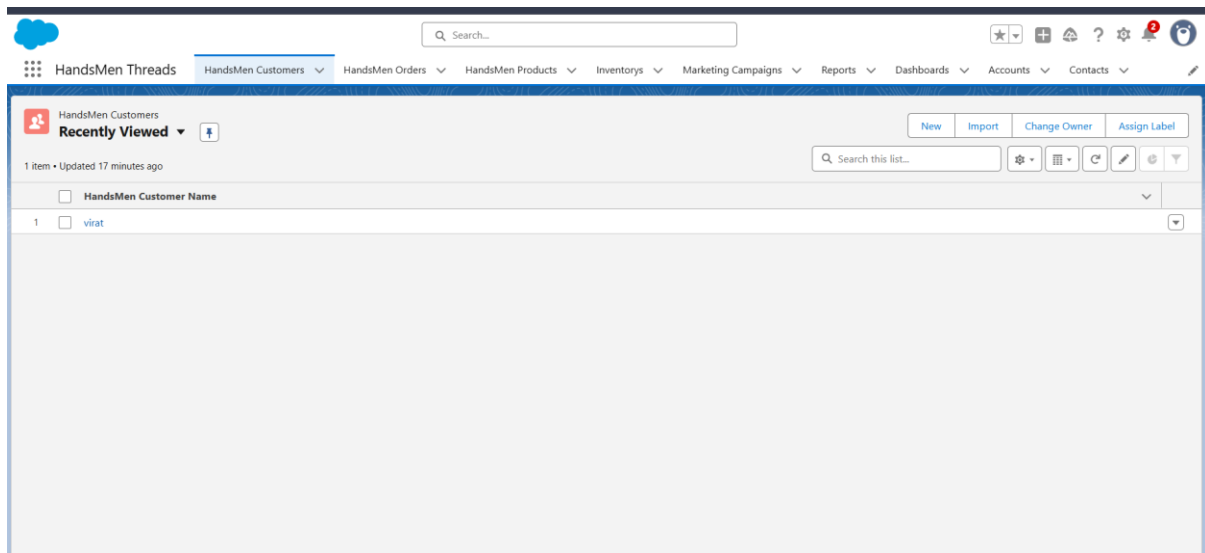 Search...
2
HandsMen Threads HandsMen Customers HandsMen Orders HandsMen Products Inventorys Marketing Campaigns Reports Dashboards Accounts Contacts
HandsMen Customers
Recently Viewed
New Import Change Owner Assign Label
1 item • Updated 17 minutes ago
Search this list...
HandsMen Customer Name
1 virat